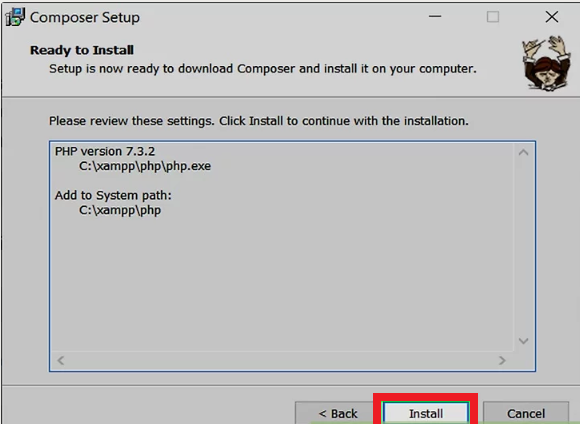 Composer Setup
Ready to Install
Setup is now ready to download Composer and install it on your computer.
Please review these settings. Click Install to continue with the installation.
PHP version 7.3.2
C:\xampp\php\php.exe
Add to System path:
C:\xampp\php
< Back
Install
Cancel